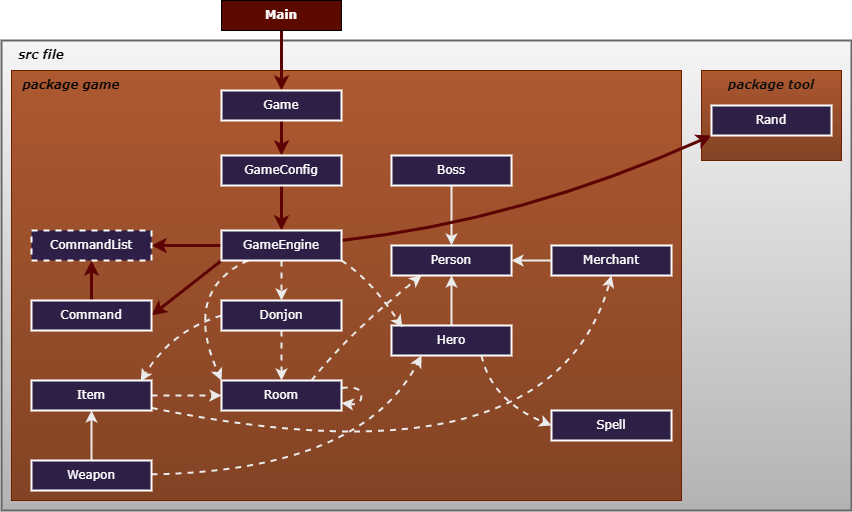 Main
src file
package game
package tool
Game
Rand
GameConfig
Boss
CommandList
GameEngine
Person
Merchant
Command
Donjon
Hero
Item
Room
Spell
Weapon